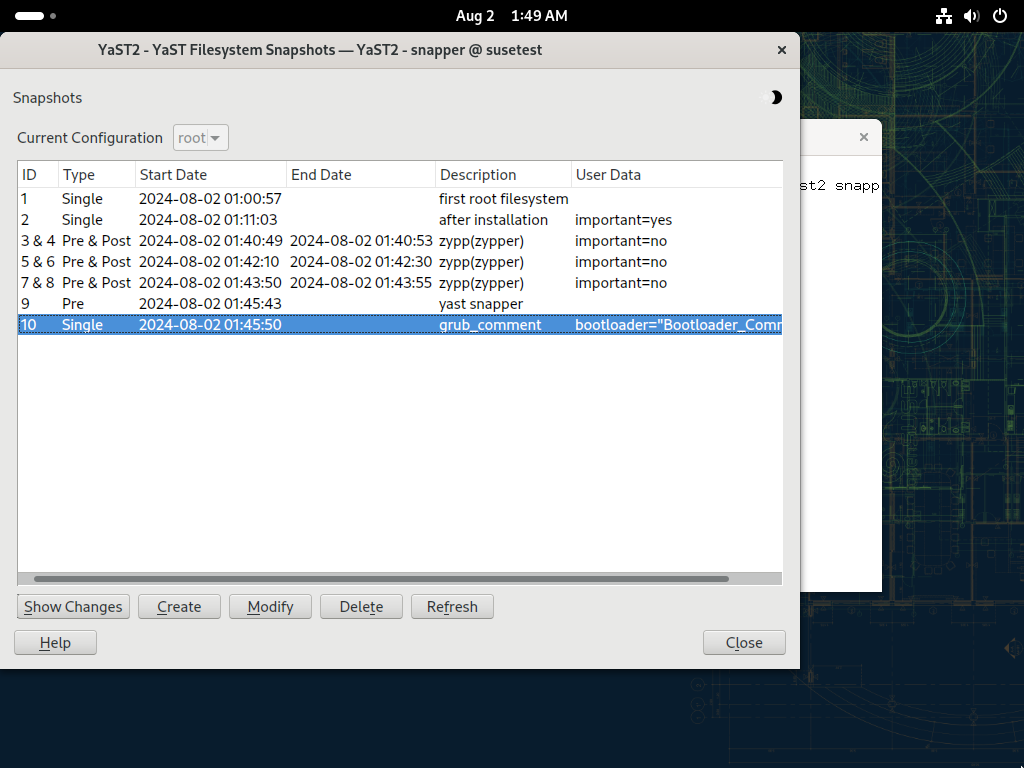 Aug 2 1:49 AM
YaST2 - YaST Filesystem Snapshots — YaST2 - snapper @ susetest
Snapshots
Current Configuration root
ID Type Start Date End Date Description User Data
1 Single 2024-08-02 01:00:57 first root filesystem
2 Single 2024-08-02 01:11:03 after installation important=yes
3 & 4 Pre & Post 2024-08-02 01:40:49 2024-08-02 01:40:53 zypp(zypper) important=no
5 & 6 Pre & Post 2024-08-02 01:42:10 2024-08-02 01:42:30 zypp(zypper) important=no
7 & 8 Pre & Post 2024-08-02 01:43:50 2024-08-02 01:43:55 zypp(zypper) important=no
9 Pre 2024-08-02 01:45:43 yast snapper
10 Single 2024-08-02 01:45:50 grub_comment bootloader="Bootloader_Comm
st2 snapp
Show Changes Create Modify Delete Refresh
Help Close